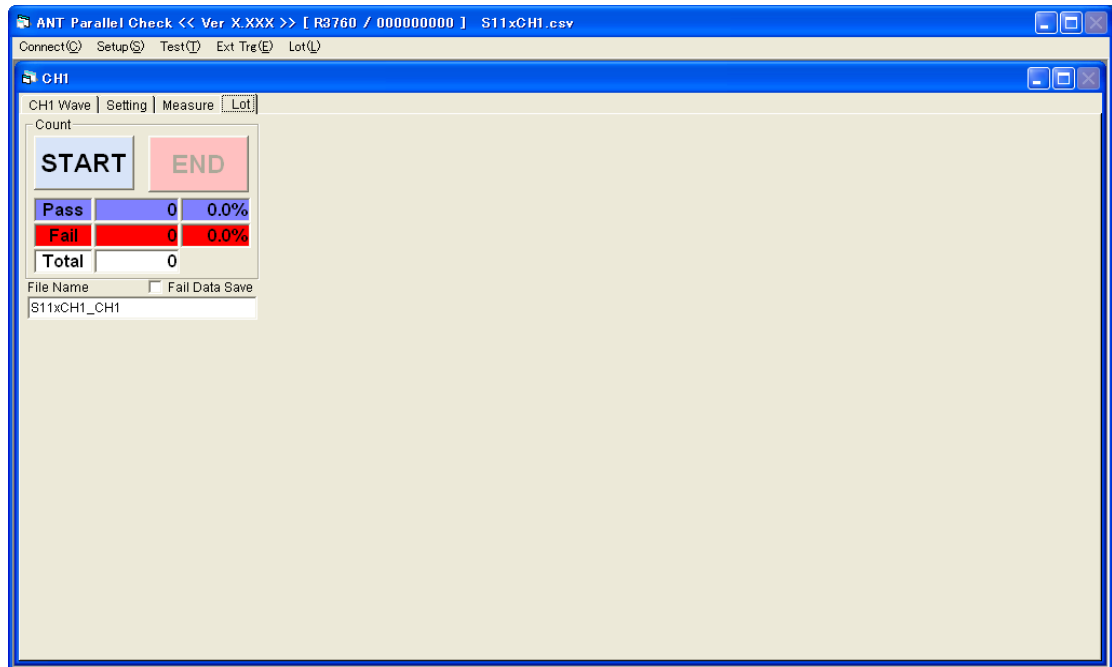 ANT Parallel Check << Ver X.XXX >> [ R3760 / 000000000 ] S11xCH1.csv
Connect(C) Setup(S) Test(T) Ext Trg(E) Lot(L)
CH1
CH1 Wave Setting Measure Lot
Count
START END
Pass 0 0.0%
Fail 0 0.0%
Total 0
File Name Fail Data Save
S11xCH1_CH1